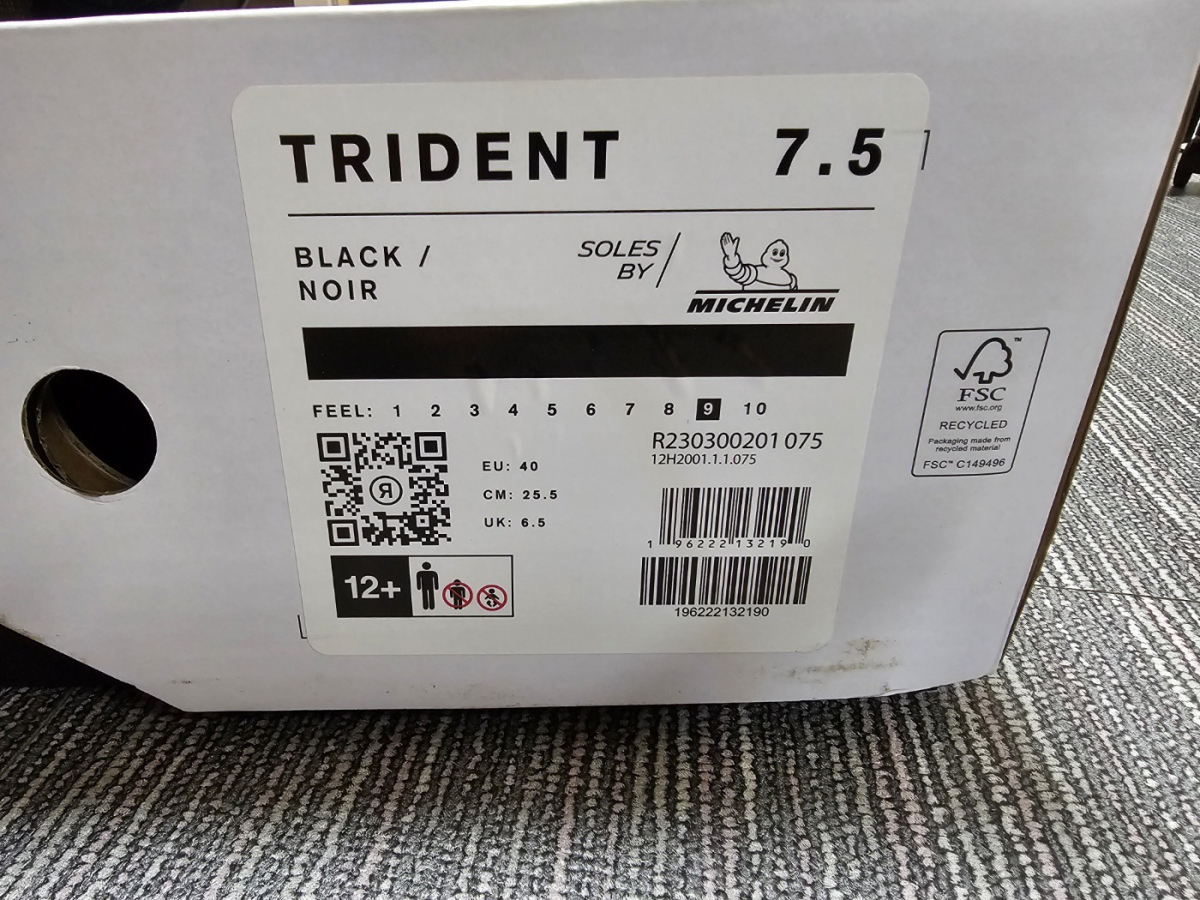 TRIDENT 7.5
BLACK /
NOIR
SOLES
BY /
MICHELIN
FEEL: 1 2 3 4 5 6 7 8 9 10
R230300201 075
12H2001.1.1.075
EU: 40
CM: 25.5
UK: 6.5
R
12+
1 96222 13219 0
196222132190
FSC™
www.fsc.org
RECYCLED
Packaging made from
recycled material
FSC™ C149496